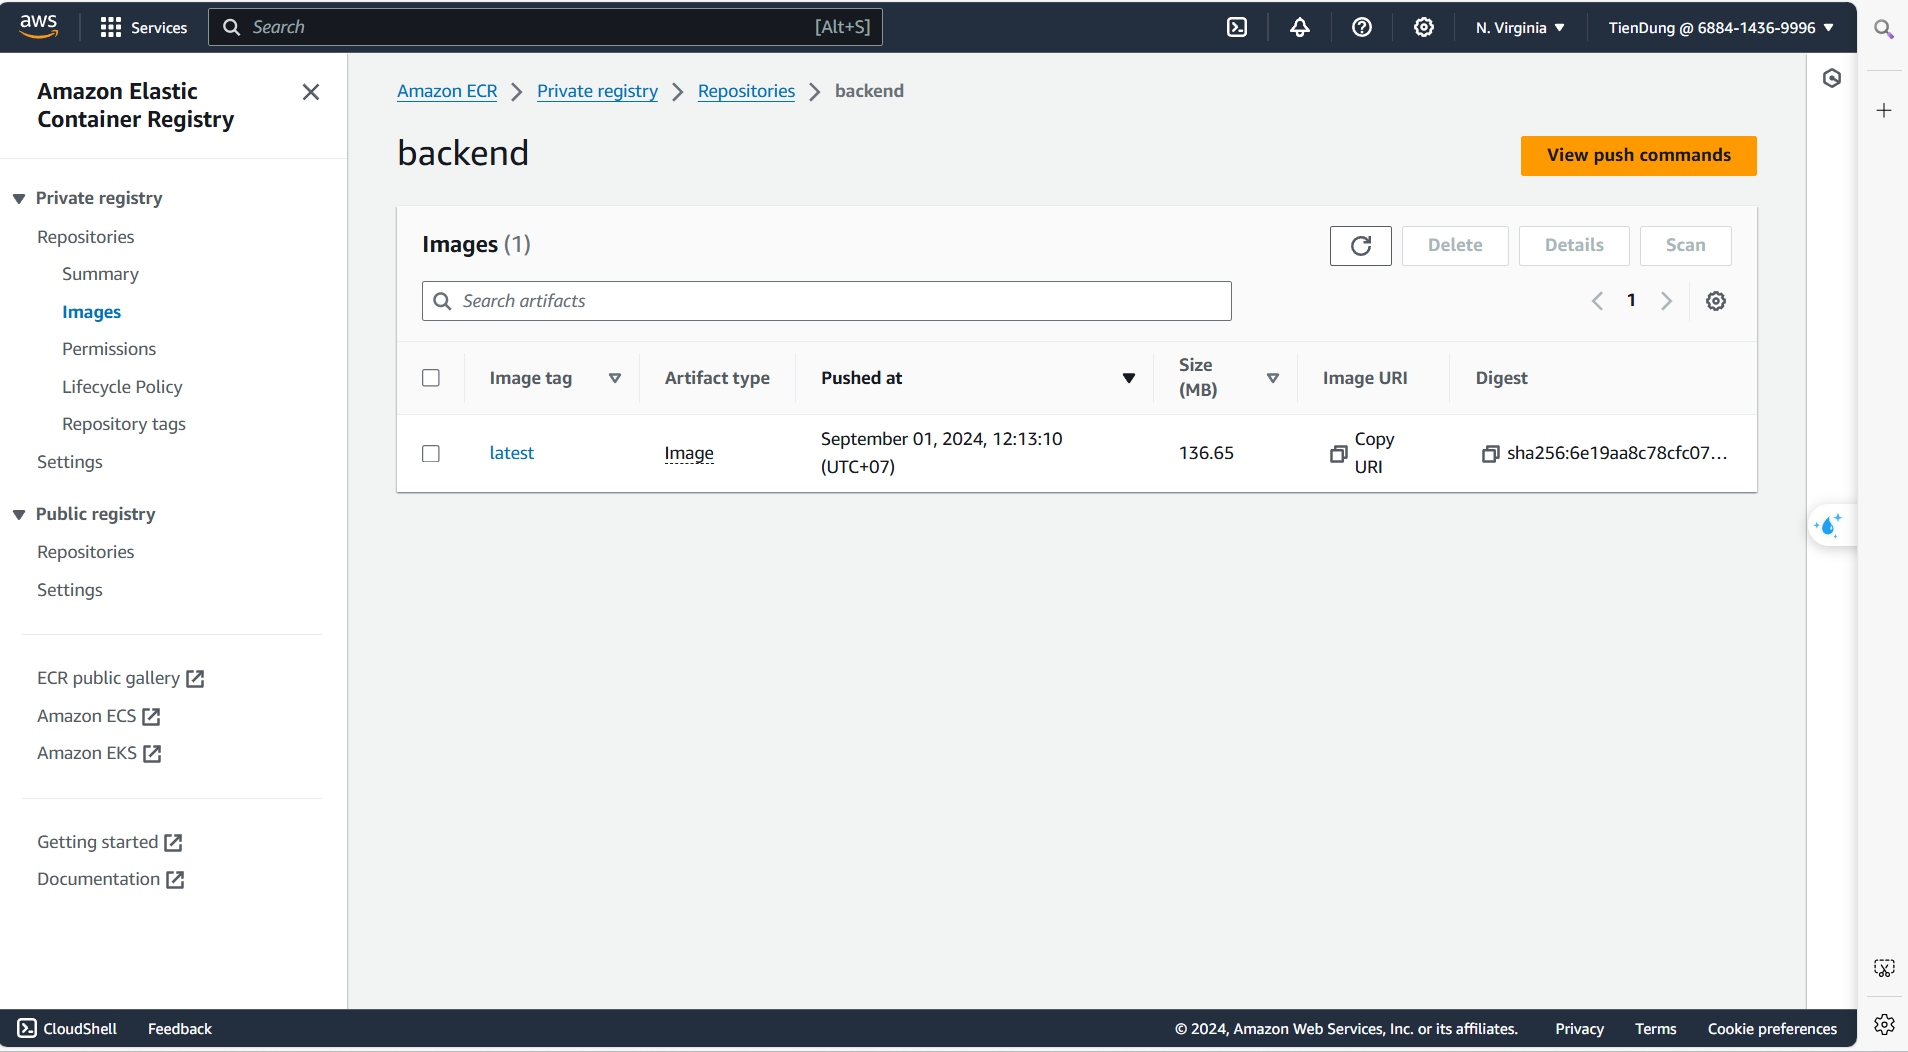 aws
Services
Search
[Alt+S]
N. Virginia
TienDung @ 6884-1436-9996
Amazon Elastic
Container Registry
Private registry
Repositories
Summary
Images
Permissions
Lifecycle Policy
Repository tags
Settings
Public registry
Repositories
Settings
ECR public gallery
Amazon ECS
Amazon EKS
Getting started
Documentation
Amazon ECR
Private registry
Repositories
backend
backend
View push commands
Images (1)
Delete
Details
Scan
Search artifacts
1
Image tag
Artifact type
Pushed at
Size
(MB)
Image URI
Digest
latest
Image
September 01, 2024, 12:13:10
(UTC+07)
136.65
Copy
URI
sha256:6e19aa8c78cfc07...
CloudShell
Feedback
© 2024, Amazon Web Services, Inc. or its affiliates.
Privacy
Terms
Cookie preferences